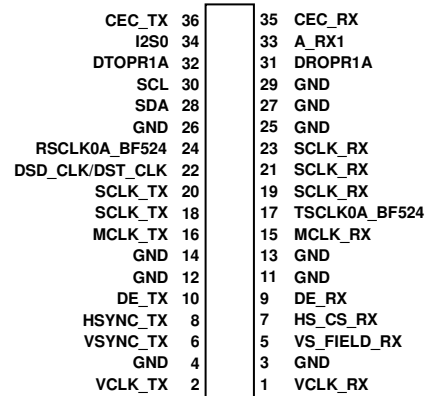 CEC_TX 36 35 CEC_RX
I2S0 34 33 A_RX1
DTOPR1A 32 31 DROPR1A
SCL 30 29 GND
SDA 28 27 GND
GND 26 25 GND
RSCLK0A_BF524 24 23 SCLK_RX
DSD_CLK/DST_CLK 22 21 SCLK_RX
SCLK_TX 20 19 SCLK_RX
SCLK_TX 18 17 TSCLK0A_BF524
MCLK_TX 16 15 MCLK_RX
GND 14 13 GND
GND 12 11 GND
DE_TX 10 9 DE_RX
HSYNC_TX 8 7 HS_CS_RX
VSYNC_TX 6 5 VS_FIELD_RX
GND 4 3 GND
VCLK_TX 2 1 VCLK_RX